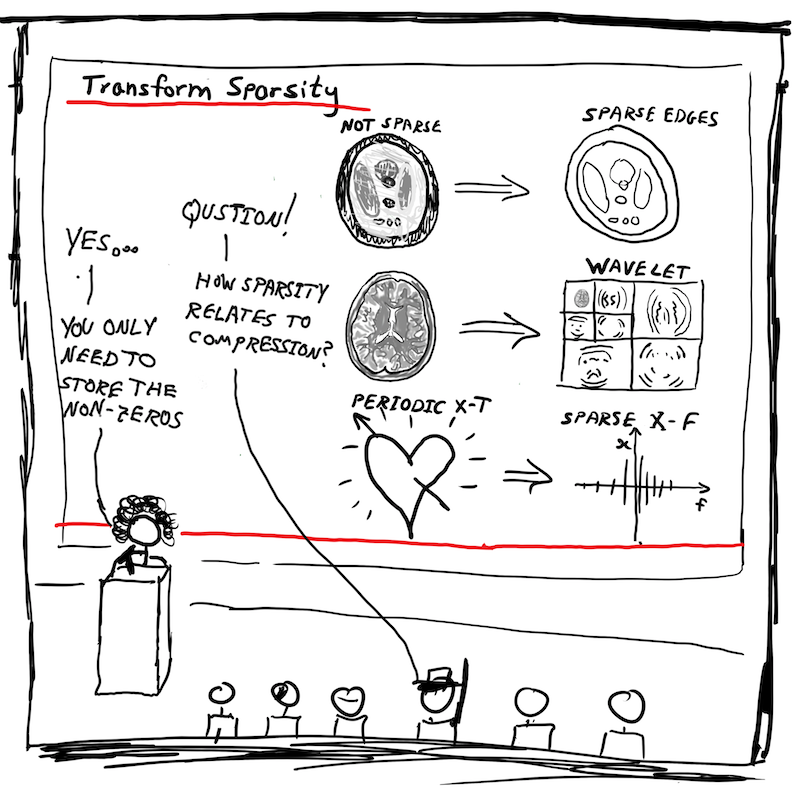 Transform Sparsity
NOT SPARSE
SPARSE EDGES
QUSTION!
YES...
HOW SPARSITY
RELATES TO
COMPRESSION?
YOU ONLY
NEED TO
STORE THE
NON-ZEROS
WAVELET
PERIODIC X-T
SPARSE X-F
x
f